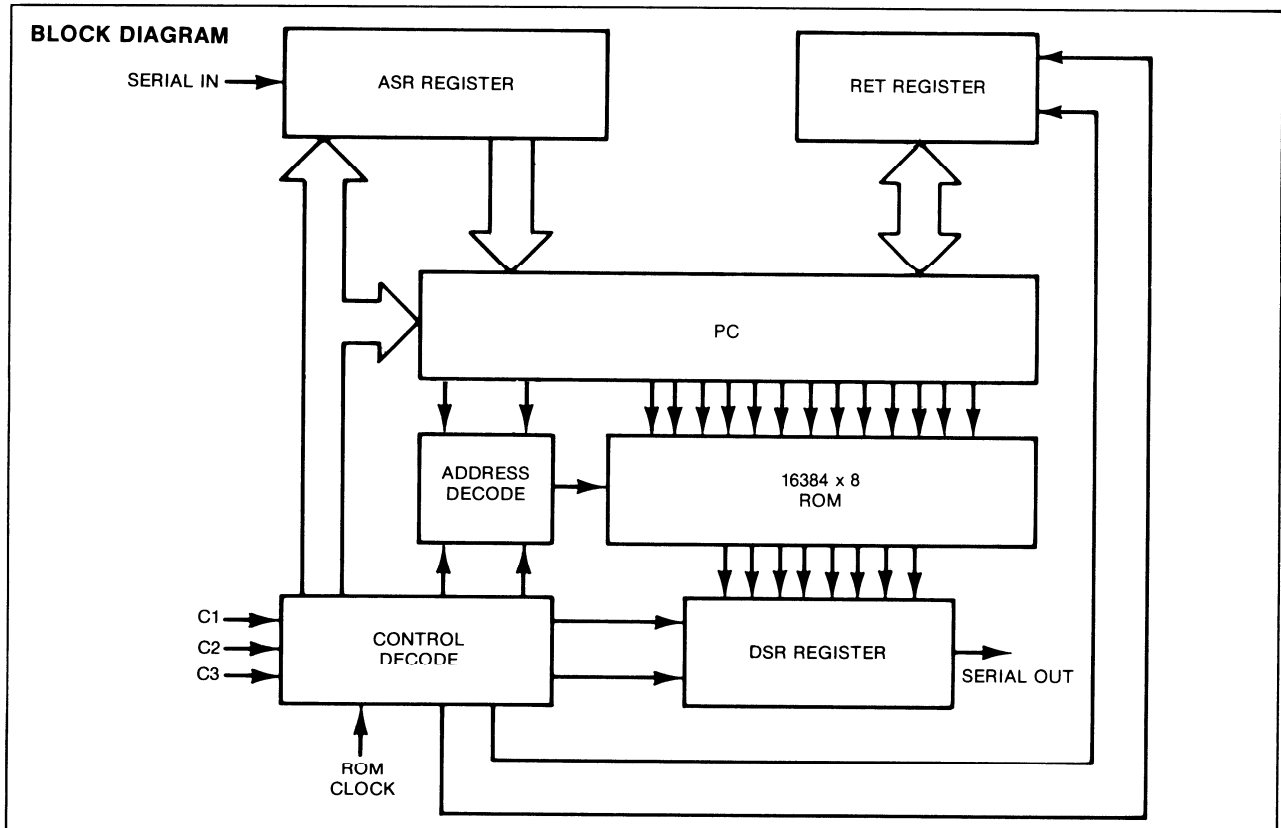 BLOCK DIAGRAM
SERIAL IN
ASR REGISTER
RET REGISTER
PC
ADDRESS
DECODE
16384 x 8
ROM
C1
C2
C3
CONTROL
DECODE
DSR REGISTER
SERIAL OUT
ROM
CLOCK